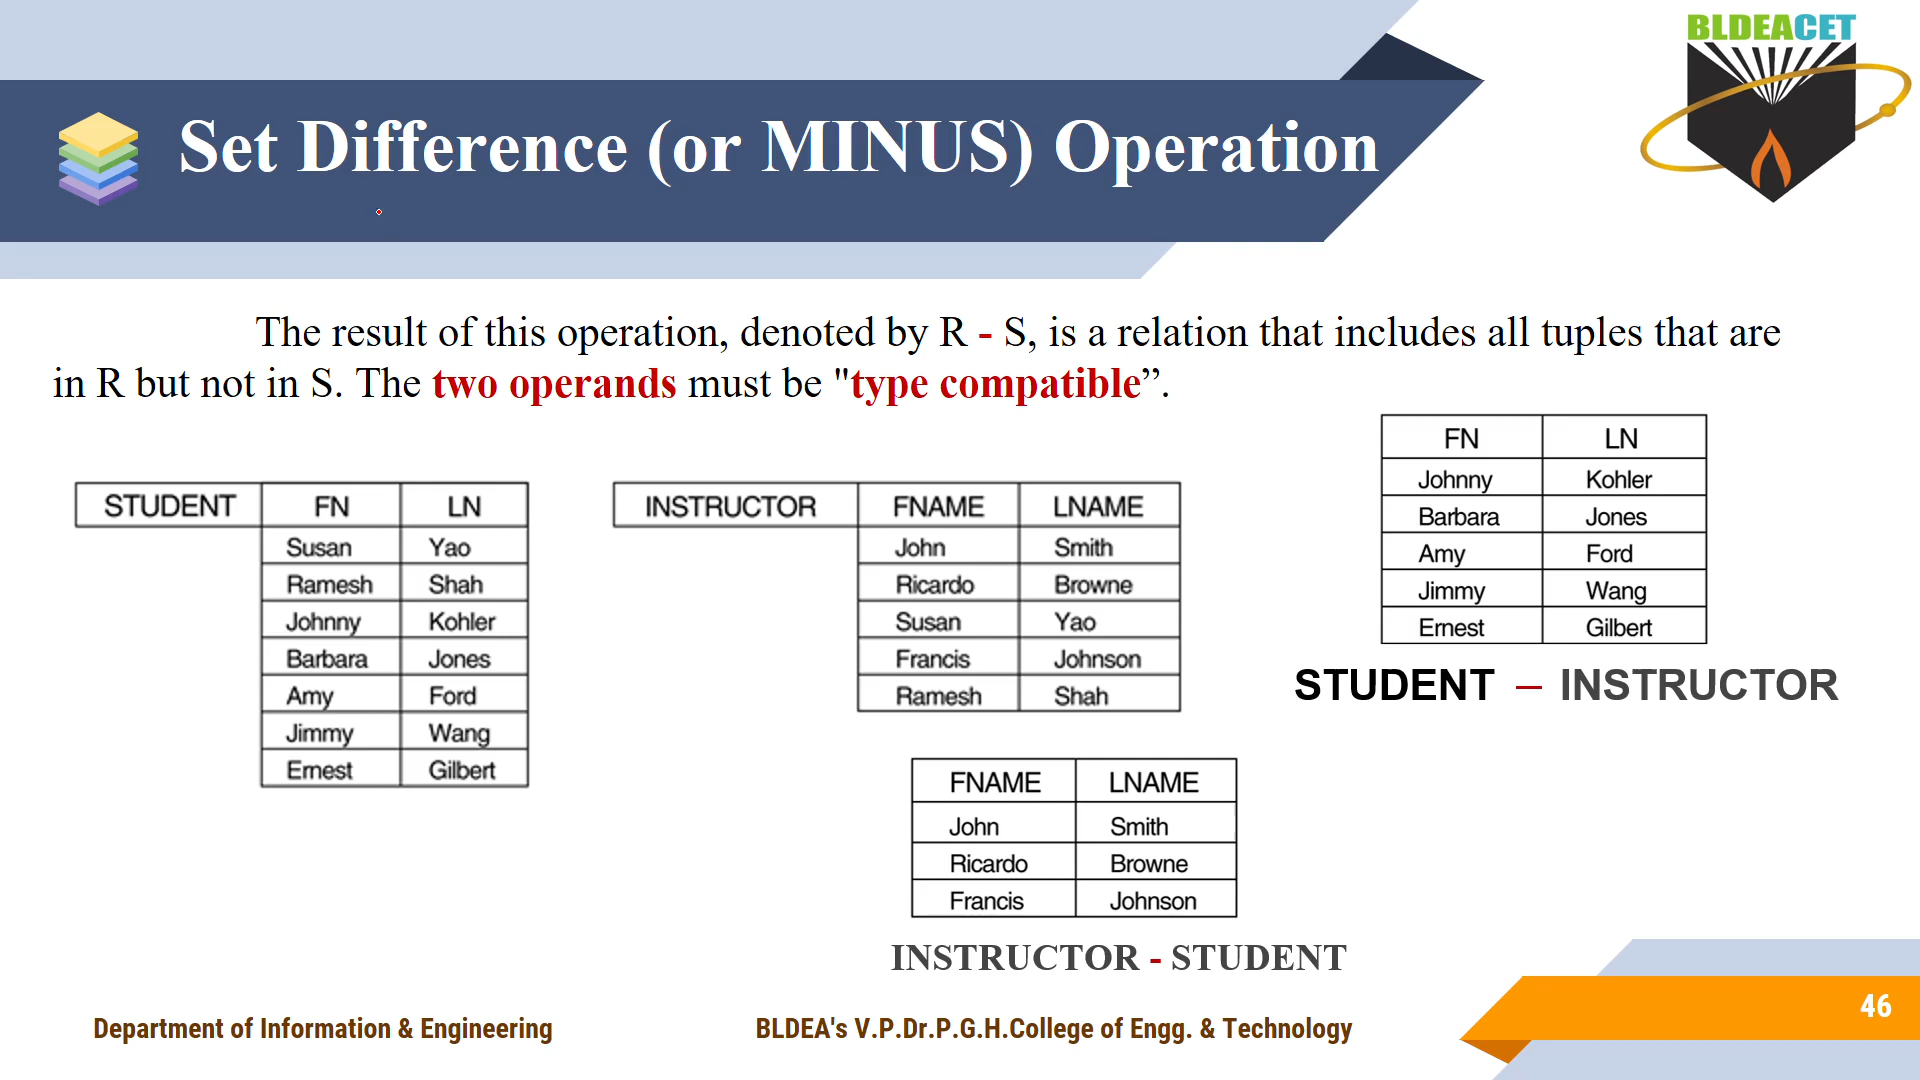 BLDEACET
Set Difference (or MINUS) Operation
The result of this operation, denoted by R - S, is a relation that includes all tuples that are
in R but not in S. The two operands must be "type compatible”.
STUDENT FN LN
Susan Yao
Ramesh Shah
Johnny Kohler
Barbara Jones
Amy Ford
Jimmy Wang
Ernest Gilbert
INSTRUCTOR FNAME LNAME
John Smith
Ricardo Browne
Susan Yao
Francis Johnson
Ramesh Shah
FN LN
Johnny Kohler
Barbara Jones
Amy Ford
Jimmy Wang
Ernest Gilbert
STUDENT – INSTRUCTOR
FNAME LNAME
John Smith
Ricardo Browne
Francis Johnson
INSTRUCTOR - STUDENT
Department of Information & Engineering
BLDEA's V.P.Dr.P.G.H.College of Engg. & Technology
46